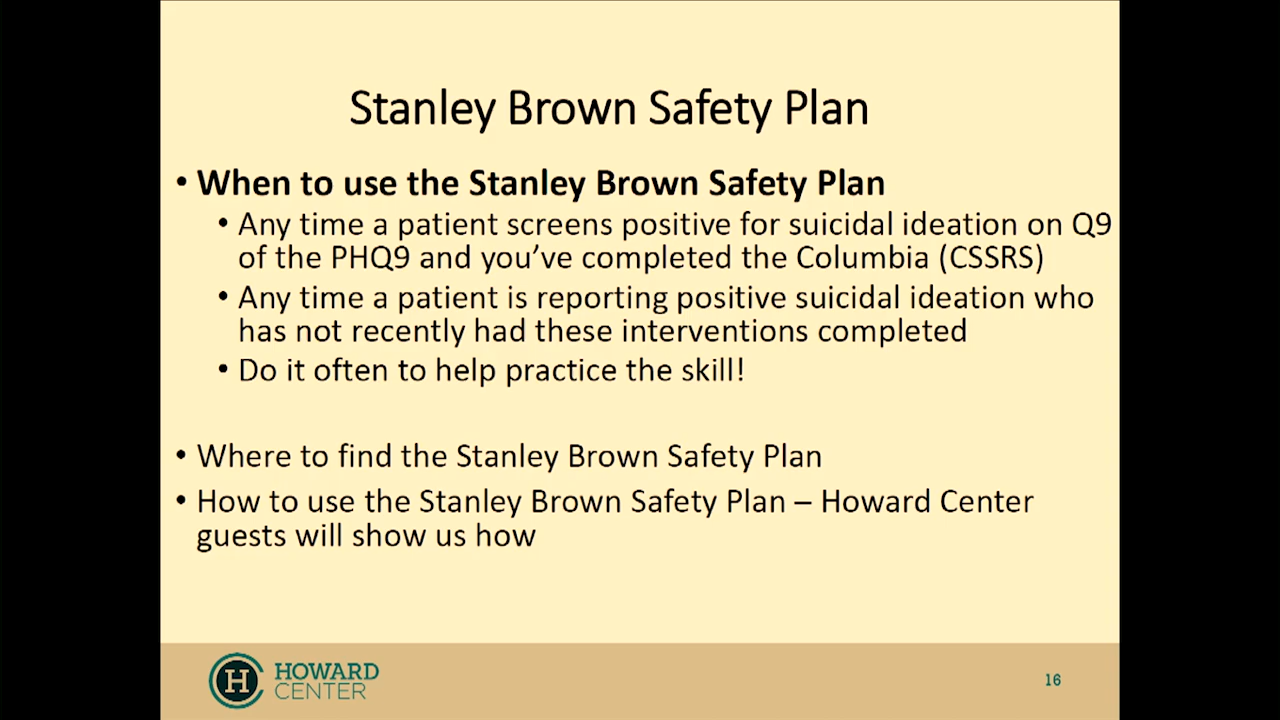 Stanley Brown Safety Plan
• When to use the Stanley Brown Safety Plan
• Any time a patient screens positive for suicidal ideation on Q9
of the PHQ9 and you've completed the Columbia (CSSRS)
• Any time a patient is reporting positive suicidal ideation who
has not recently had these interventions completed
• Do it often to help practice the skill!
• Where to find the Stanley Brown Safety Plan
• How to use the Stanley Brown Safety Plan – Howard Center
guests will show us how
H
HOWARD
CENTER
16